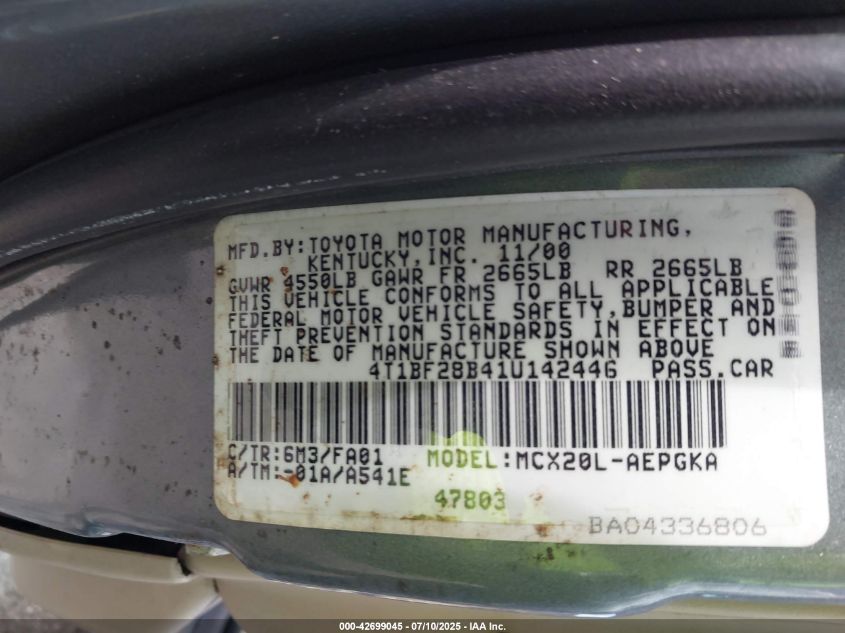 MFD.BY:TOYOTA MOTOR MANUFACTURING,
KENTUCKY,INC. 11/00
GVWR 4550LB GAWR FR 2665LB RR 2665LB
THIS VEHICLE CONFORMS TO ALL APPLICABLE
FEDERAL MOTOR VEHICLE SAFETY,BUMPER AND
THEFT PREVENTION STANDARDS IN EFFECT ON
THE DATE OF MANUFACTURE SHOWN ABOVE
4T1BF28B41U142446 PASS.CAR
C/TR:6M3/FA01 MODEL:MCX20L-AEPGKA
A/TM:-01A/A541E
47803
BA04336806
000-42699045 / 07/10/2025 - IAA Inc.